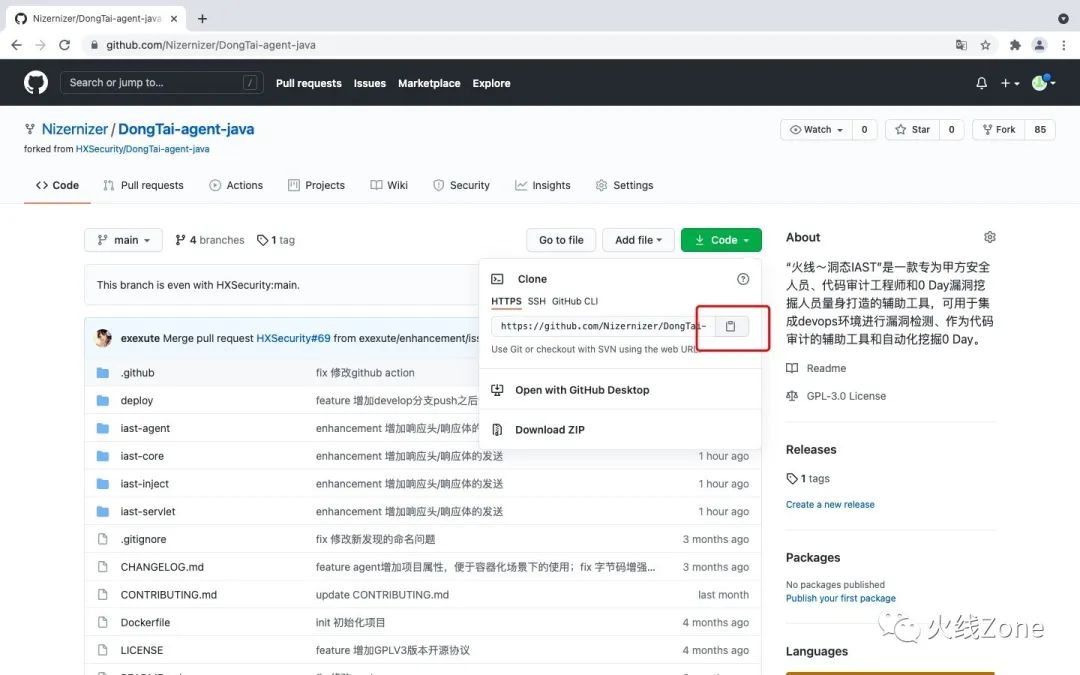 Nizernizer/DongTai-agent-java
github.com/Nizernizer/DongTai-agent-java
Search or jump to... /
Pull requests Issues Marketplace Explore
Nizernizer / DongTai-agent-java
forked from HXSecurity/DongTai-agent-java
Watch 0 Star 0 Fork 85
Code Pull requests Actions Projects Wiki Security Insights Settings
main 4 branches 1 tag Go to file Add file Code
This branch is even with HXSecurity:main.
Clone
HTTPS SSH GitHub CLI
https://github.com/Nizernizer/DongTai-
Use Git or checkout with SVN using the web URL.
Open with GitHub Desktop
Download ZIP
exexute Merge pull request HXSecurity#69 from exexute/enhancement/iss
.github fix 修改github action
deploy feature 增加develop分支push之后
iast-agent enhancement 增加响应头/响应体的
iast-core enhancement 增加响应头/响应体的发送 1 hour ago
iast-inject enhancement 增加响应头/响应体的发送 1 hour ago
iast-servlet enhancement 增加响应头/响应体的发送 1 hour ago
.gitignore fix 修改新发现的命名问题 3 months ago
CHANGELOG.md feature agent增加项目属性，便于容器化场景下的使用；fix 字节码增强... 3 months ago
CONTRIBUTING.md update CONTRIBUTING.md last month
Dockerfile init 初始化项目 4 months ago
LICENSE feature 增加GPLV3版本开源协议 4 months ago
About
“火线～洞态IAST”是一款专为甲方安全
人员、代码审计工程师和0 Day漏洞挖
掘人员量身打造的辅助工具，可用于集
成devops环境进行漏洞检测、作为代码
审计的辅助工具和自动化挖掘0 Day。
Readme
GPL-3.0 License
Releases
1 tags
Create a new release
Packages
No packages published
Publish your first package
Languages
火线Zone